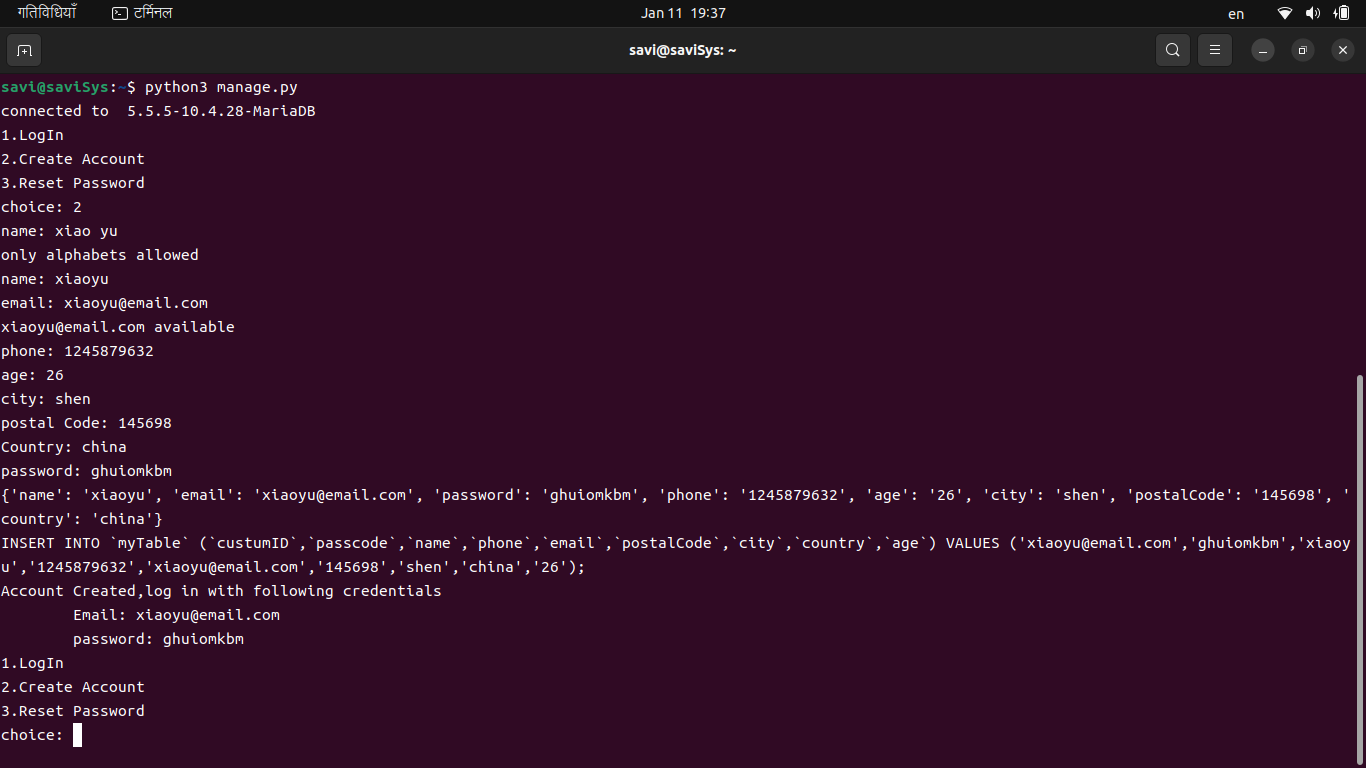 गतिविधियाँ टर्मिनल Jan 11 19:37 en
savi@saviSys: ~
savi@saviSys:~$ python3 manage.py
connected to  5.5.5-10.4.28-MariaDB
1.LogIn
2.Create Account
3.Reset Password
choice: 2
name: xiao yu
only alphabets allowed
name: xiaoyu
email: xiaoyu@email.com
xiaoyu@email.com available
phone: 1245879632
age: 26
city: shen
postal Code: 145698
Country: china
password: ghuiomkbm
{'name': 'xiaoyu', 'email': 'xiaoyu@email.com', 'password': 'ghuiomkbm', 'phone': '1245879632', 'age': '26', 'city': 'shen', 'postalCode': '145698', '
country': 'china'}
INSERT INTO `myTable` (`custumID`,`passcode`,`name`,`phone`,`email`,`postalCode`,`city`,`country`,`age`) VALUES ('xiaoyu@email.com','ghuiomkbm','xiaoy
u','1245879632','xiaoyu@email.com','145698','shen','china','26');
Account Created,log in with following credentials
        Email: xiaoyu@email.com
        password: ghuiomkbm
1.LogIn
2.Create Account
3.Reset Password
choice: